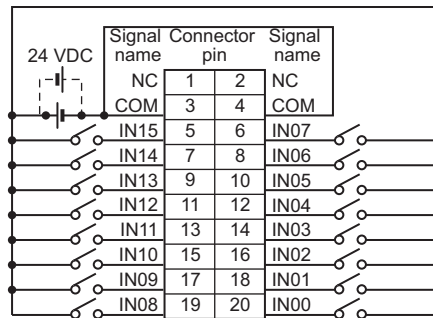 Signal name Connector pin Signal name
24 VDC
NC 1 2 NC
COM 3 4 COM
IN15 5 6 IN07
IN14 7 8 IN06
IN13 9 10 IN05
IN12 11 12 IN04
IN11 13 14 IN03
IN10 15 16 IN02
IN09 17 18 IN01
IN08 19 20 IN00